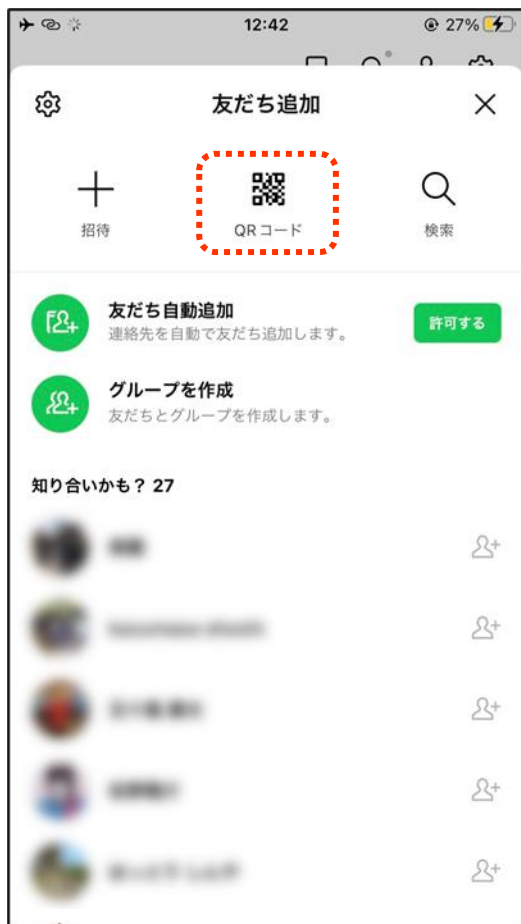 12:42
27%
友だち追加
招待
QRコード
検索
友だち自動追加
連絡先を自動で友だち追加します。
許可する
グループを作成
友だちとグループを作成します。
知り合いかも? 27